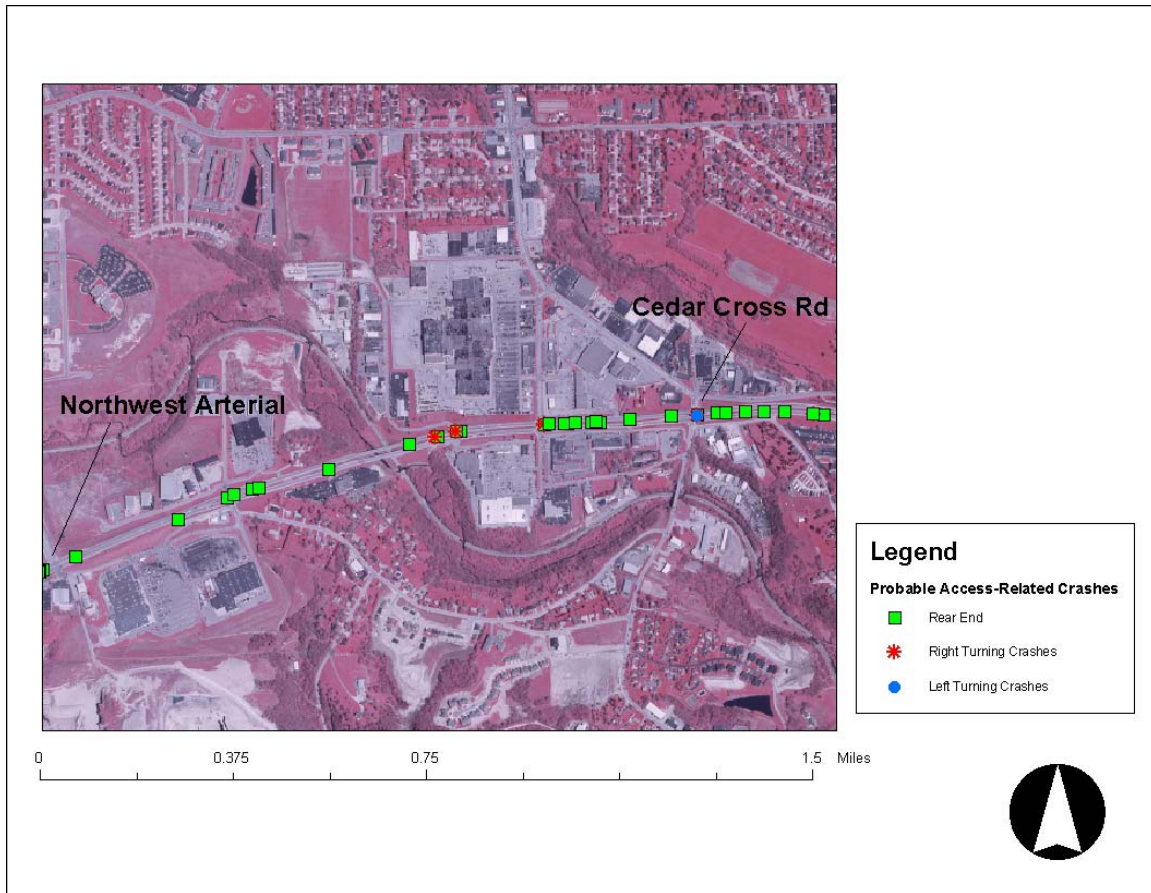 Cedar Cross Rd
Northwest Arterial
Legend
Probable Access-Related Crashes
Rear End
Right Turning Crashes
Left Turning Crashes
0 0.375 0.75 1.5 Miles